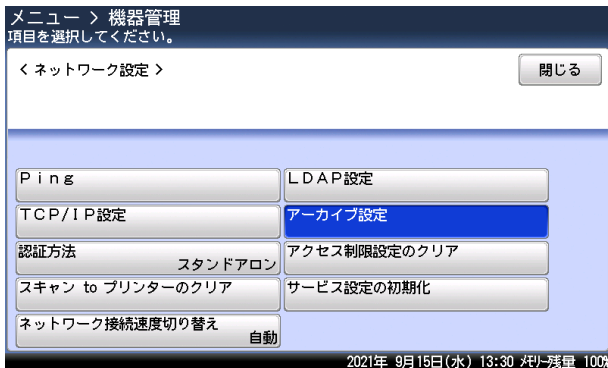 メニュー > 機器管理
項目を選択してください。
< ネットワーク設定 >
閉じる
Ping
LDAP設定
TCP/IP設定
アーカイブ設定
認証方法
スタンドアロン
アクセス制限設定のクリア
スキャン to プリンターのクリア
サービス設定の初期化
ネットワーク接続速度切り替え
自動
2021年 9月15日(水) 13:30 メモリー残量 100%